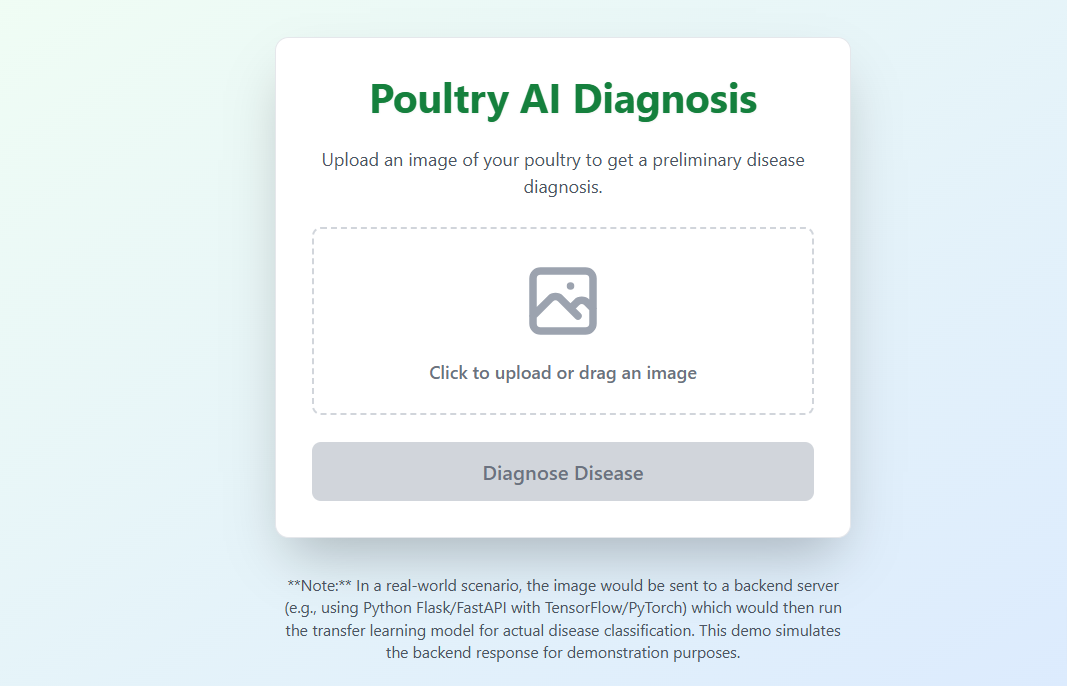 Poultry AI Diagnosis
Upload an image of your poultry to get a preliminary disease
diagnosis.
Click to upload or drag an image
Diagnose Disease
**Note:** In a real-world scenario, the image would be sent to a backend server
(e.g., using Python Flask/FastAPI with TensorFlow/PyTorch) which would then run
the transfer learning model for actual disease classification. This demo simulates
the backend response for demonstration purposes.